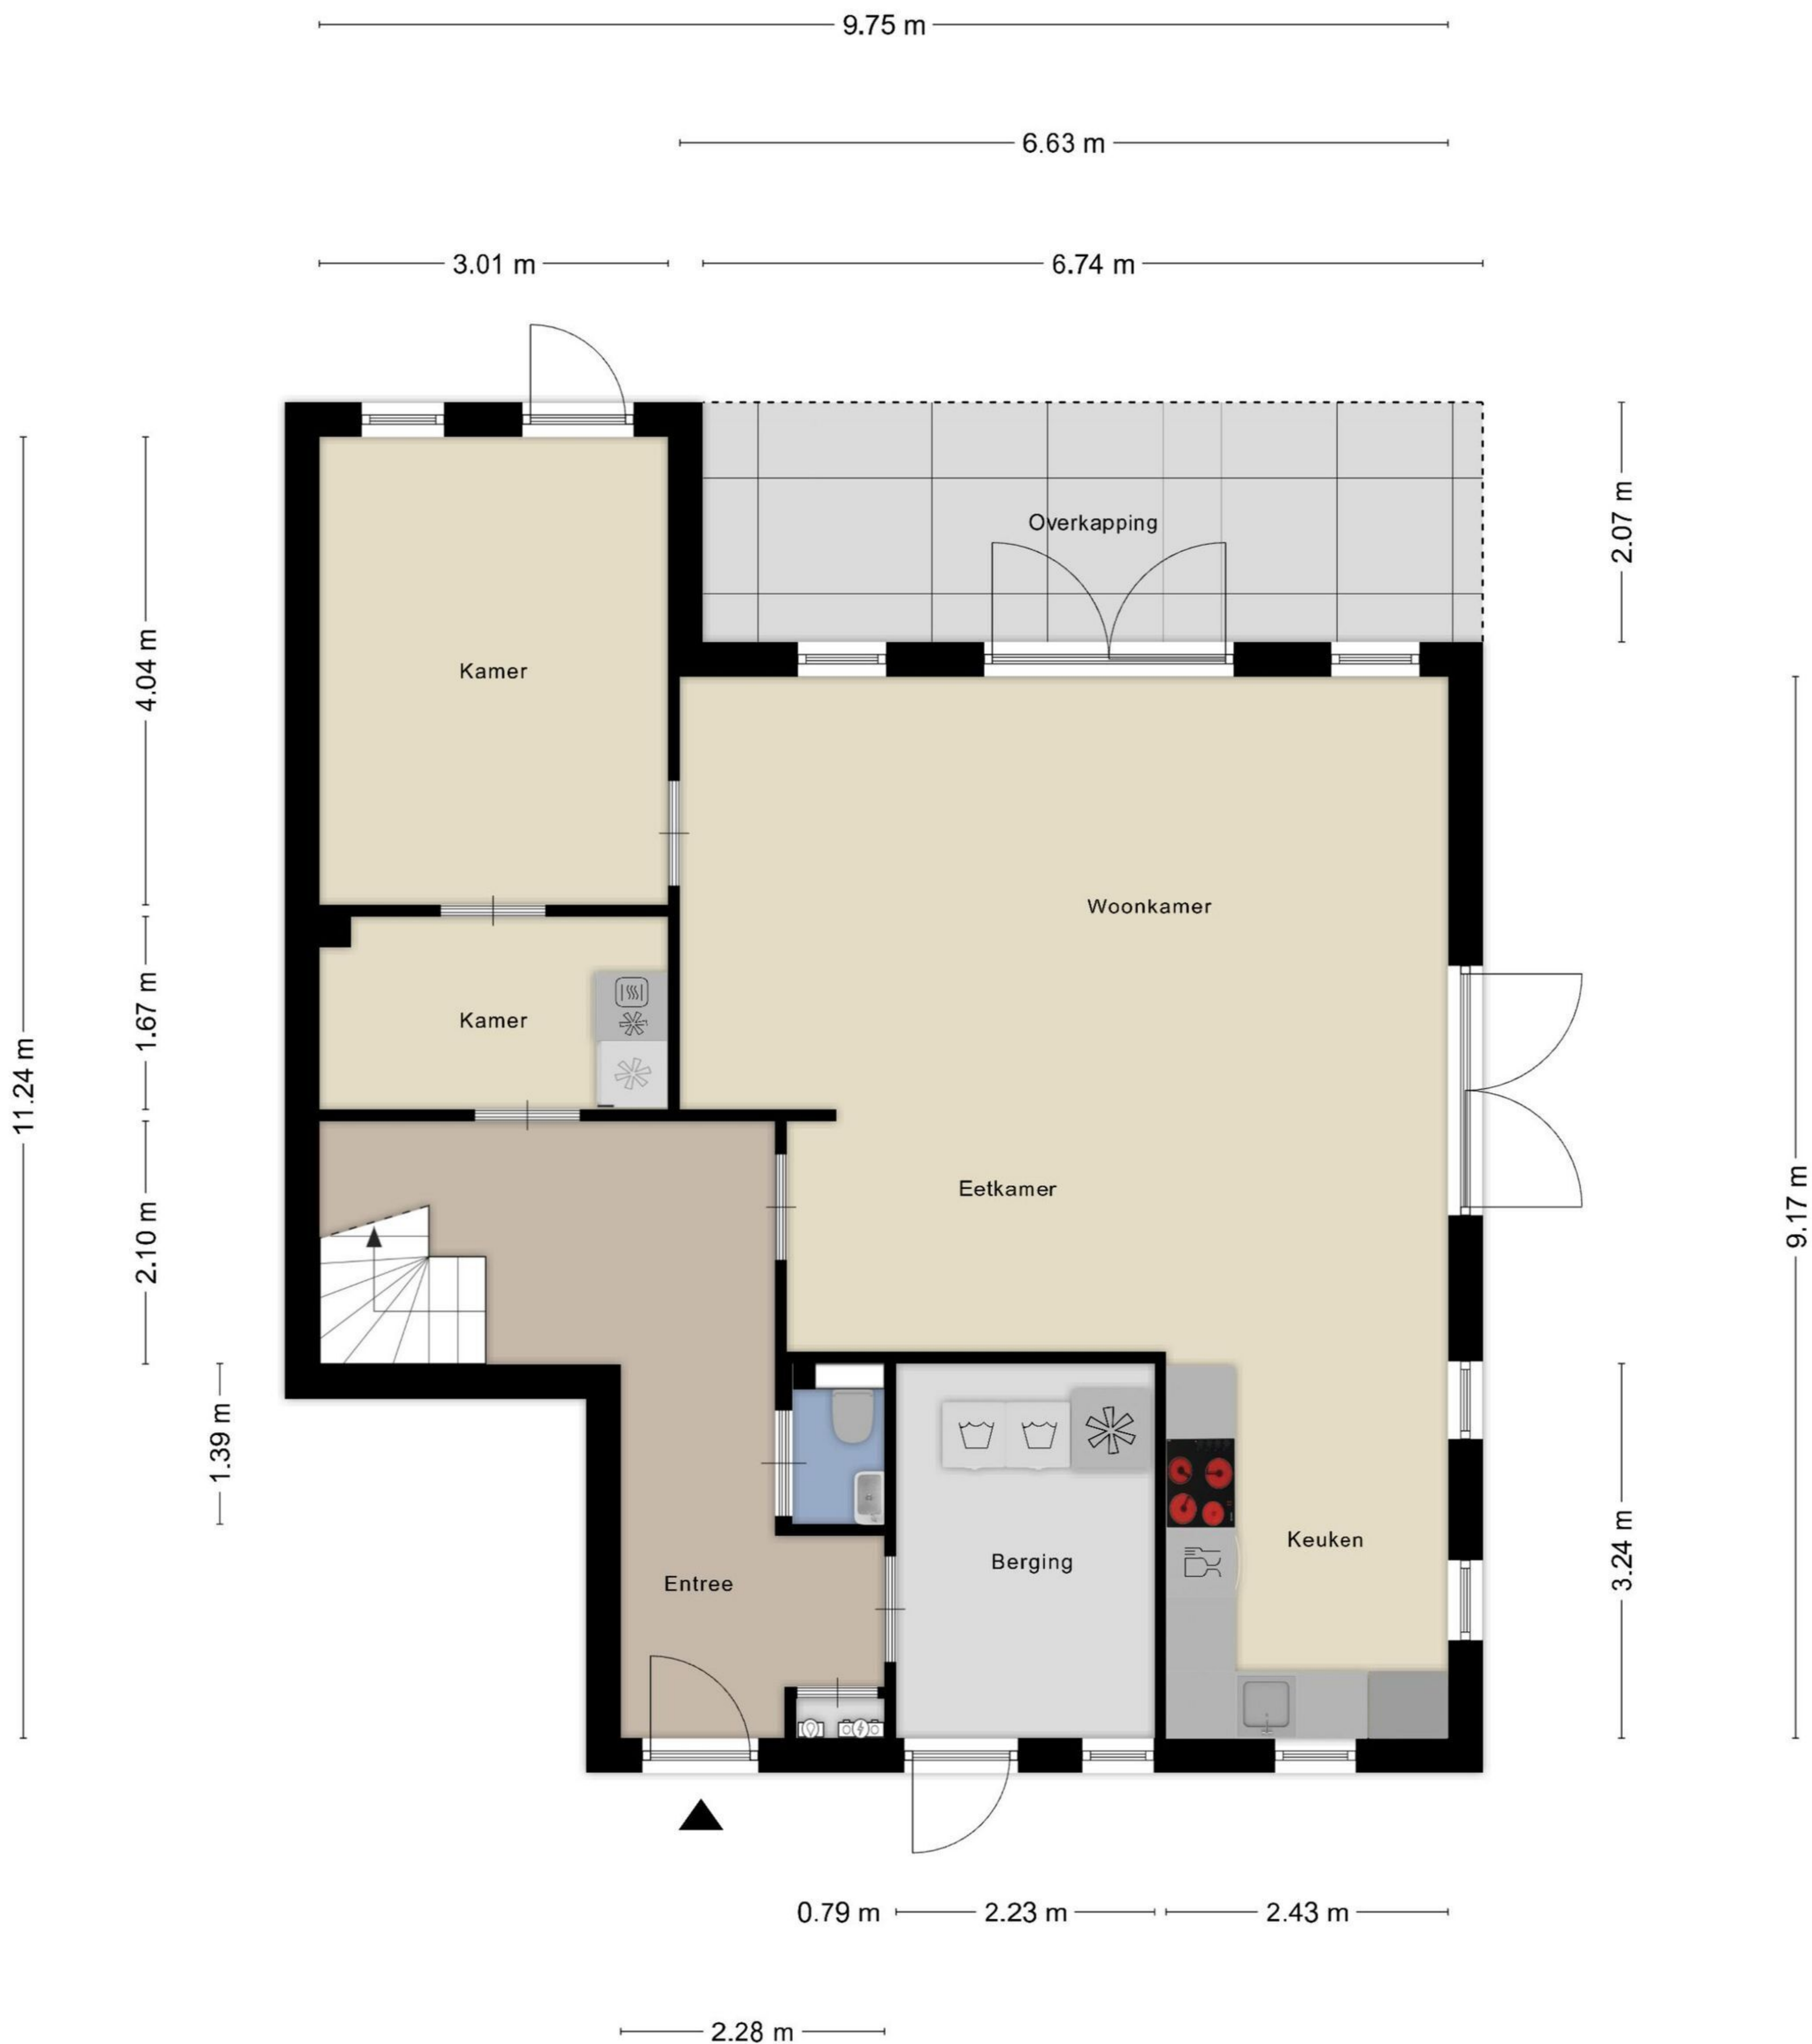 9.75 m
6.63 m
3.01 m
6.74 m
Overkapping
2.07 m
4.04 m
Kamer
Woonkamer
1.67 m
Kamer
11.24 m
Eetkamer
9.17 m
2.10 m
1.39 m
Keuken
3.24 m
Berging
Entree
0.79 m
2.23 m
2.43 m
2.28 m